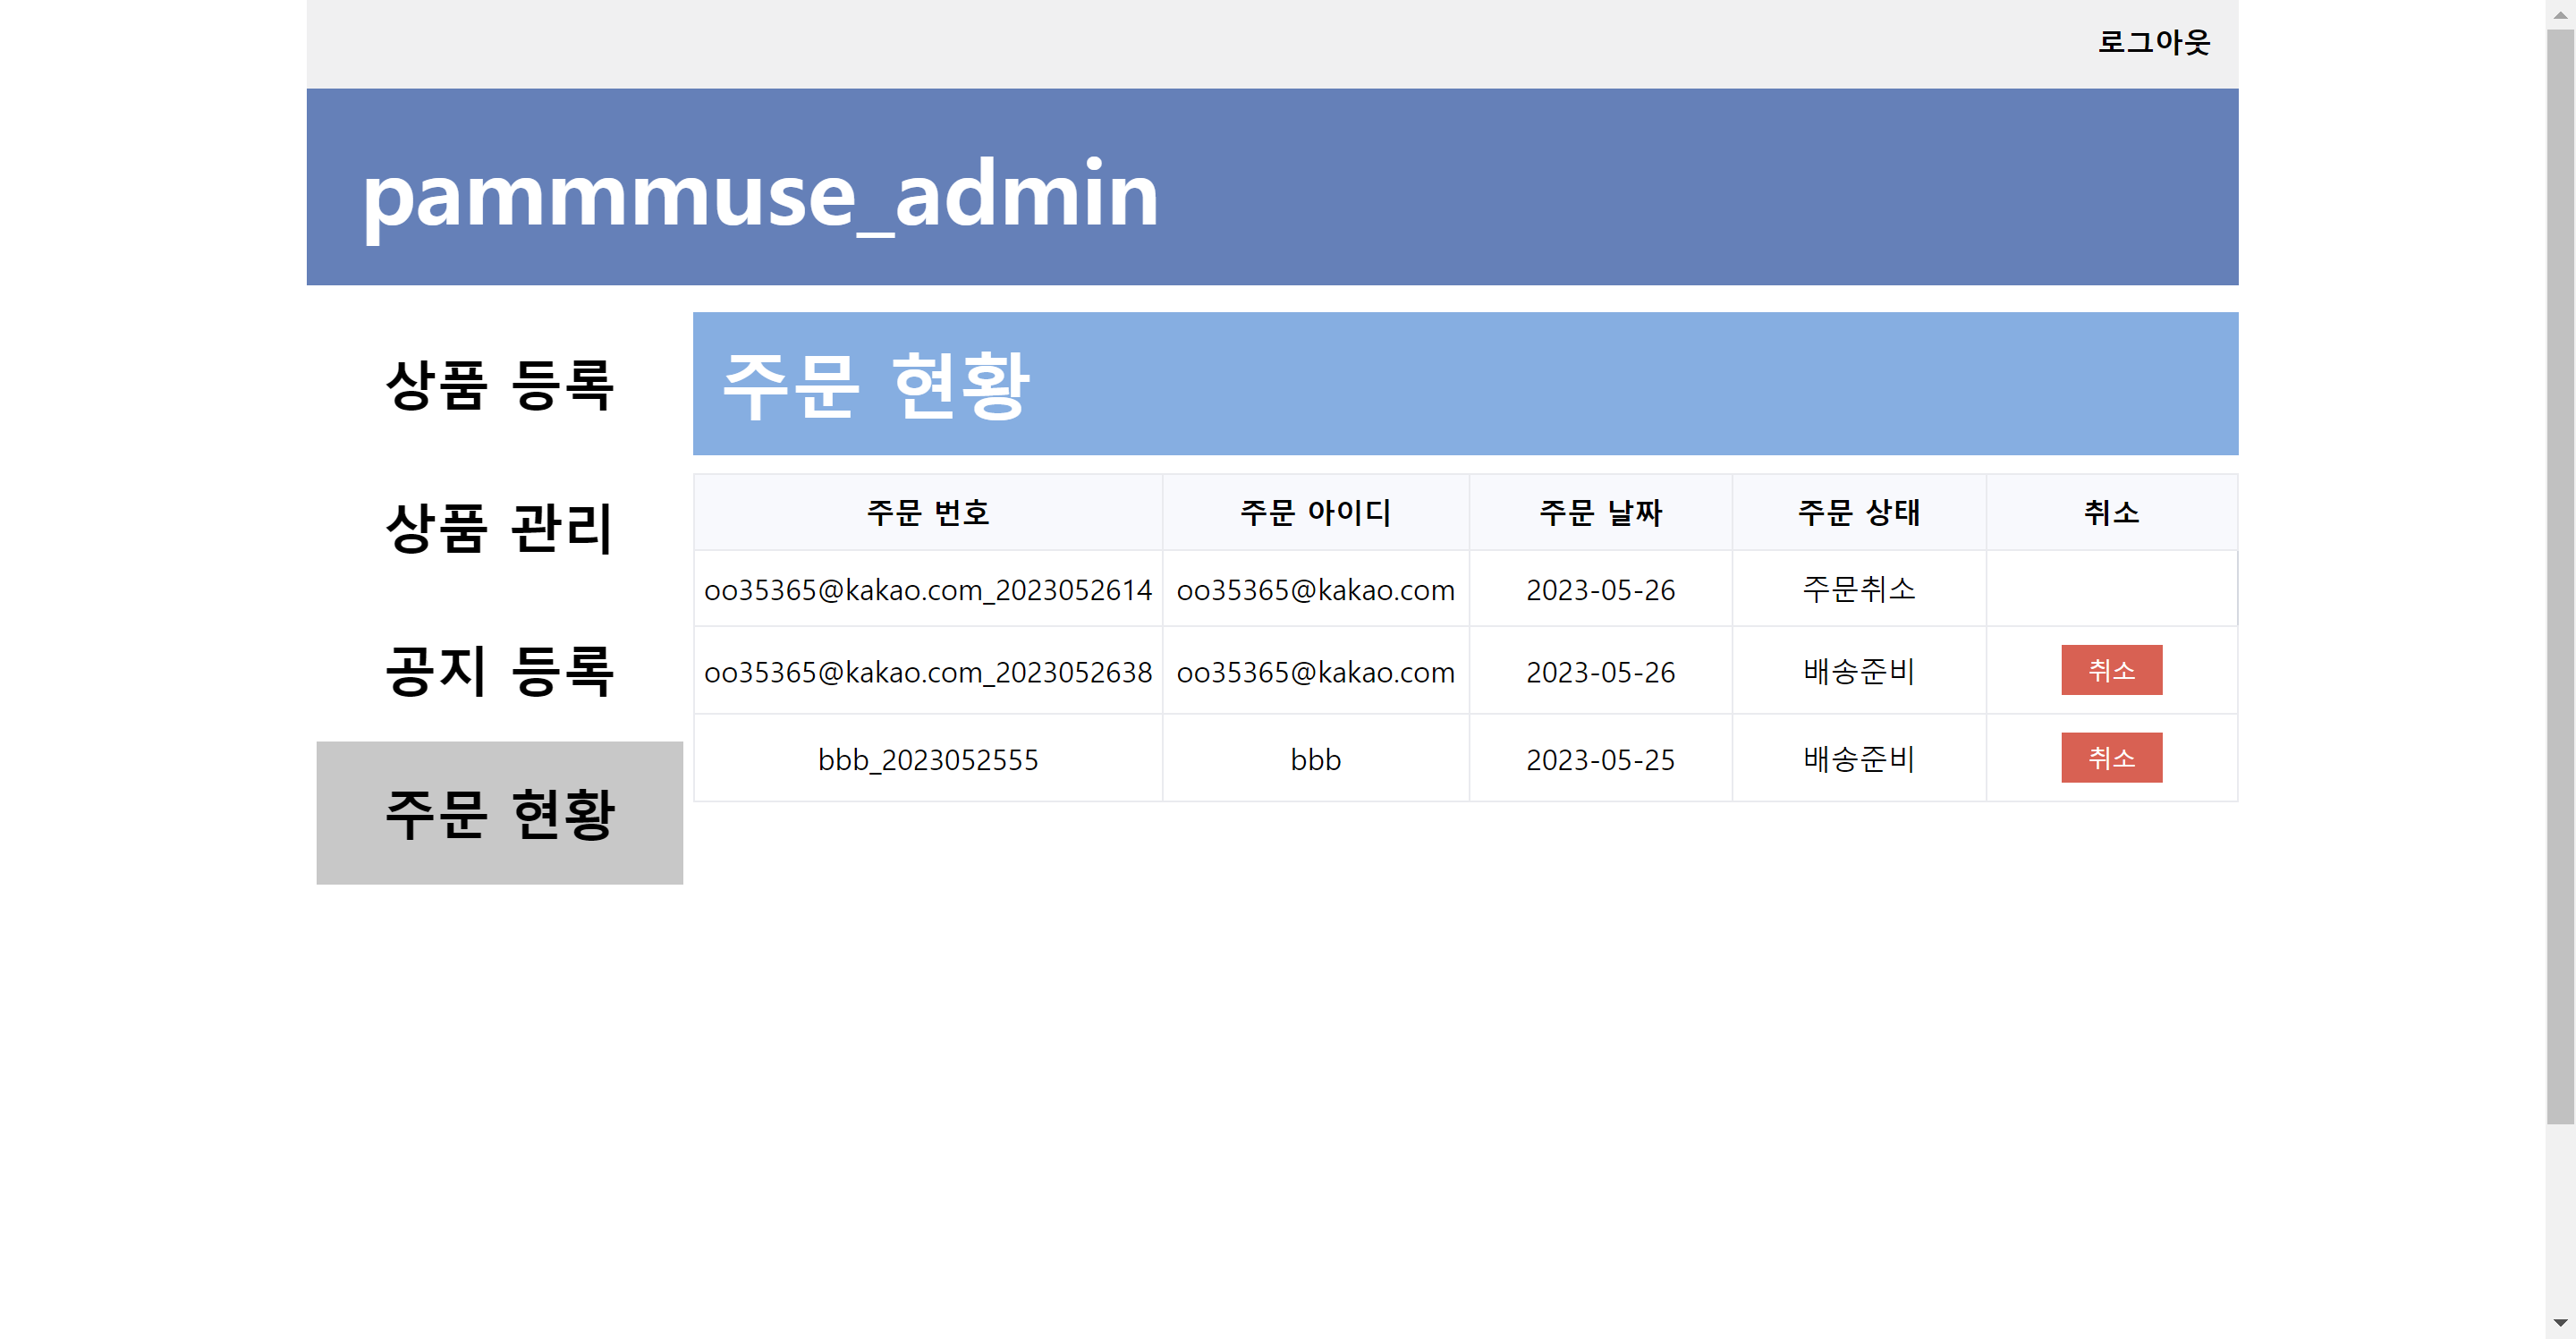 로그아웃
pammmuse_admin
상품 등록
상품 관리
공지 등록
주문 현황
주문 현황
주문 번호 주문 아이디 주문 날짜 주문 상태 취소
oo35365@kakao.com_2023052614 oo35365@kakao.com 2023-05-26 주문취소
oo35365@kakao.com_2023052638 oo35365@kakao.com 2023-05-26 배송준비 취소
bbb_2023052555 bbb 2023-05-25 배송준비 취소